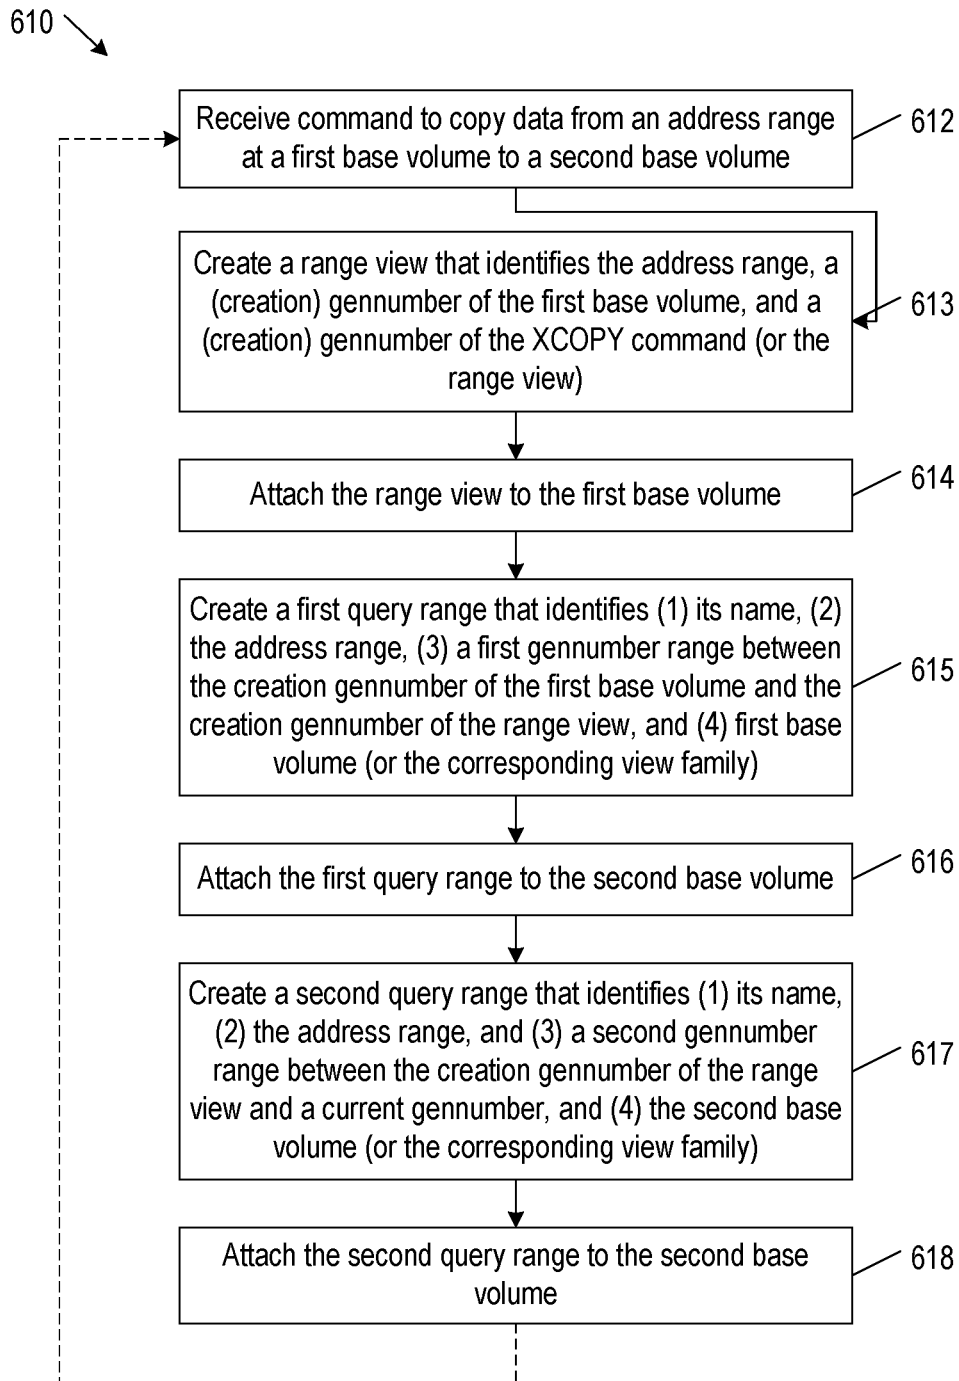 610
Receive command to copy data from an address range
at a first base volume to a second base volume
612
Create a range view that identifies the address range, a
(creation) gennumber of the first base volume, and a
(creation) gennumber of the XCOPY command (or the
range view)
613
Attach the range view to the first base volume
614
Create a first query range that identifies (1) its name, (2)
the address range, (3) a first gennumber range between
the creation gennumber of the first base volume and the
creation gennumber of the range view, and (4) first base
volume (or the corresponding view family)
615
Attach the first query range to the second base volume
616
Create a second query range that identifies (1) its name,
(2) the address range, and (3) a second gennumber
range between the creation gennumber of the range
view and a current gennumber, and (4) the second base
volume (or the corresponding view family)
617
Attach the second query range to the second base
volume
618